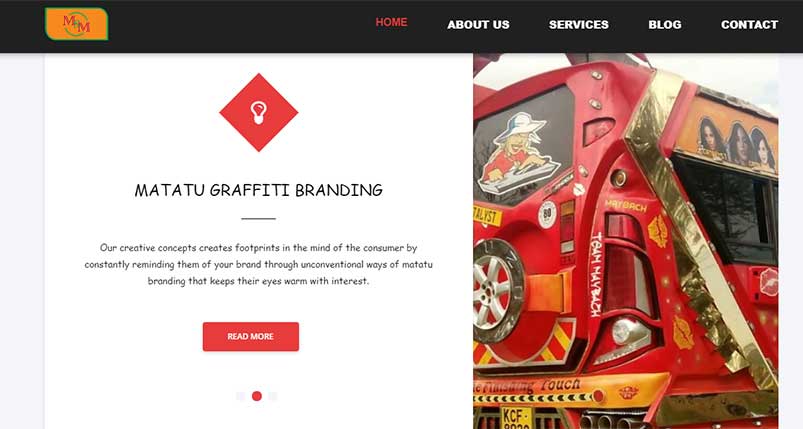 M&M
HOME
ABOUT US
SERVICES
BLOG
CONTACT
MATATU GRAFFITI BRANDING
Our creative concepts creates footprints in the mind of the consumer by
constantly reminding them of your brand through unconventional ways of matatu
branding that keeps their eyes warm with interest.
READ MORE
MAYBACH
80
TEAM MAYBACH
Finishing Touch
KCF